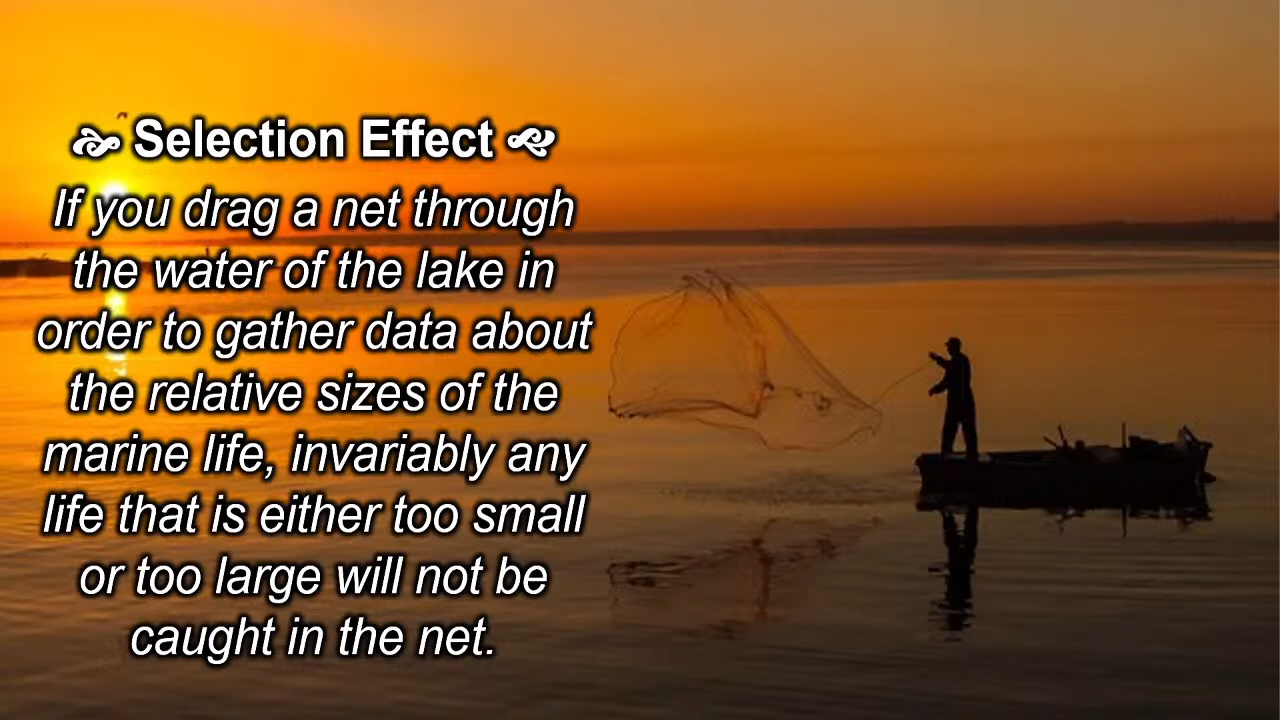 Selection Effect
If you drag a net through
the water of the lake in
order to gather data about
the relative sizes of the
marine life, invariably any
life that is either too small
or too large will not be
caught in the net.